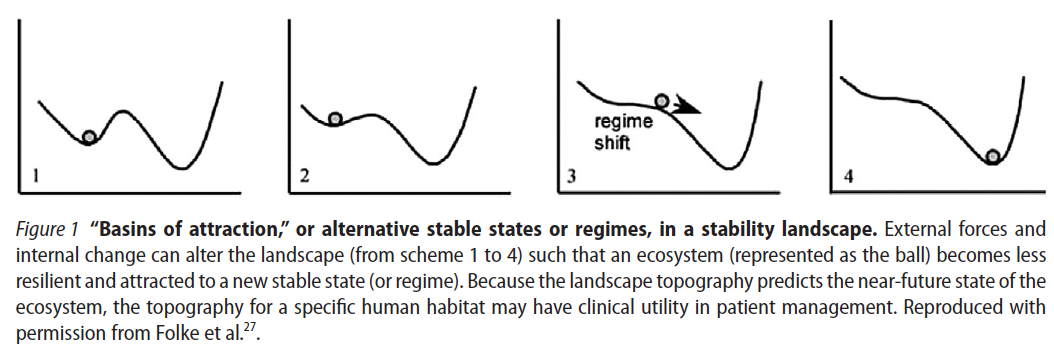 regime
shift
1
2
3
4
Figure 1 “Basins of attraction,” or alternative stable states or regimes, in a stability landscape. External forces and
internal change can alter the landscape (from scheme 1 to 4) such that an ecosystem (represented as the ball) becomes less
resilient and attracted to a new stable state (or regime). Because the landscape topography predicts the near-future state of the
ecosystem, the topography for a specific human habitat may have clinical utility in patient management. Reproduced with
permission from Folke et al.27.